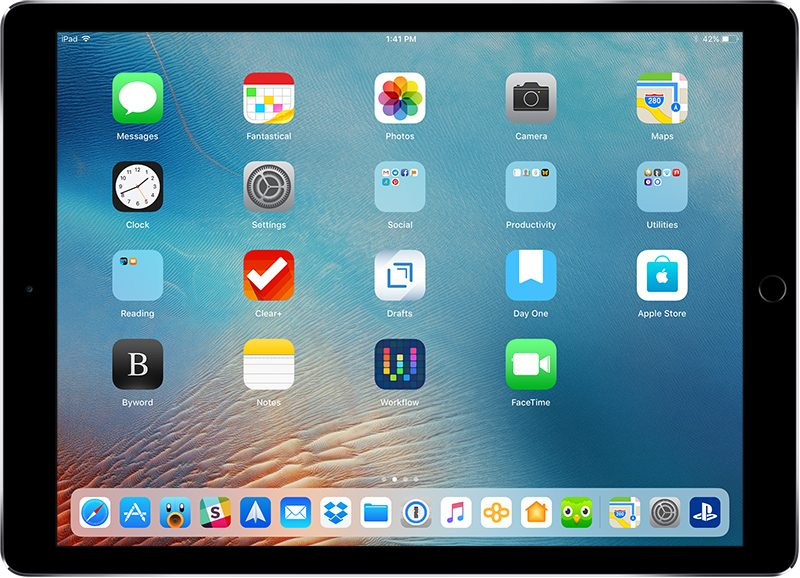 iPad 1:41 PM 42%
Messages Fantastical Photos Camera Maps
280
Clock Settings Social Productivity Utilities
Reading Clear+ Drafts Day One Apple Store
B
Byword Notes Workflow FaceTime